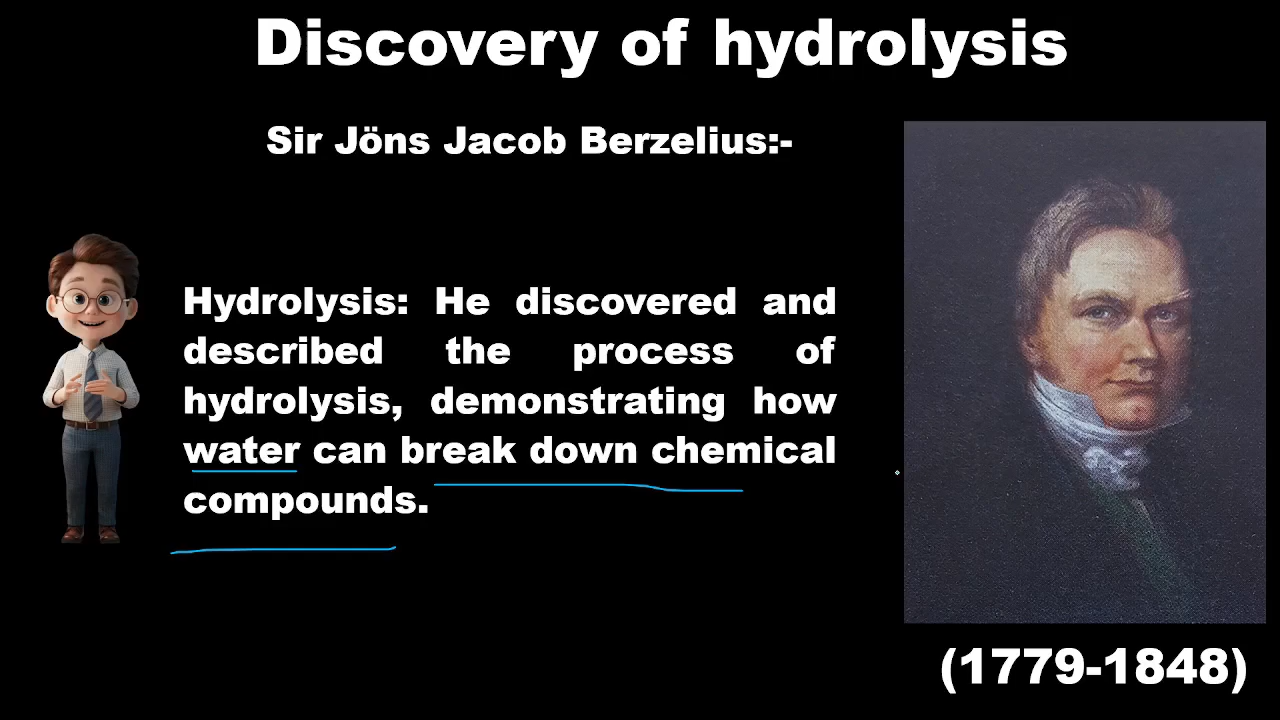 Discovery of hydrolysis
Sir Jöns Jacob Berzelius:-
Hydrolysis: He discovered and
described the process of
hydrolysis, demonstrating how
water can break down chemical
compounds.
(1779-1848)